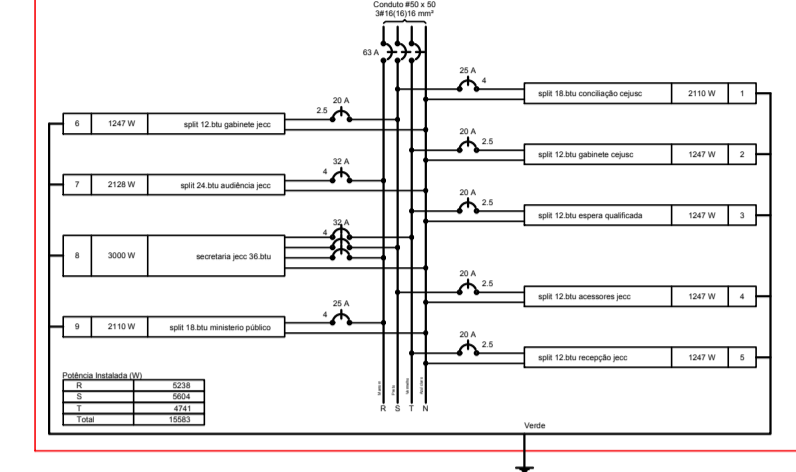 Conduto #50 x 50
3#16(16)16 mm²
63 A
25 A
4
split 18.btu conciliação cejusc 2110 W 1
20 A
2.5
6 1247 W split 12.btu gabinete jecc
20 A
2.5
split 12.btu gabinete cejusc 1247 W 2
32 A
4
7 2128 W split 24.btu audiência jecc
20 A
2.5
split 12.btu espera qualificada 1247 W 3
32 A
4
8 3000 W secretaria jecc 36.btu
20 A
2.5
split 12.btu acessores jecc 1247 W 4
25 A
4
9 2110 W split 18.btu ministerio público
20 A
2.5
split 12.btu recepção jecc 1247 W 5
Potência Instalada (W)
R 5238
S 5604
T 4741
Total 15583
R S T N
Verde